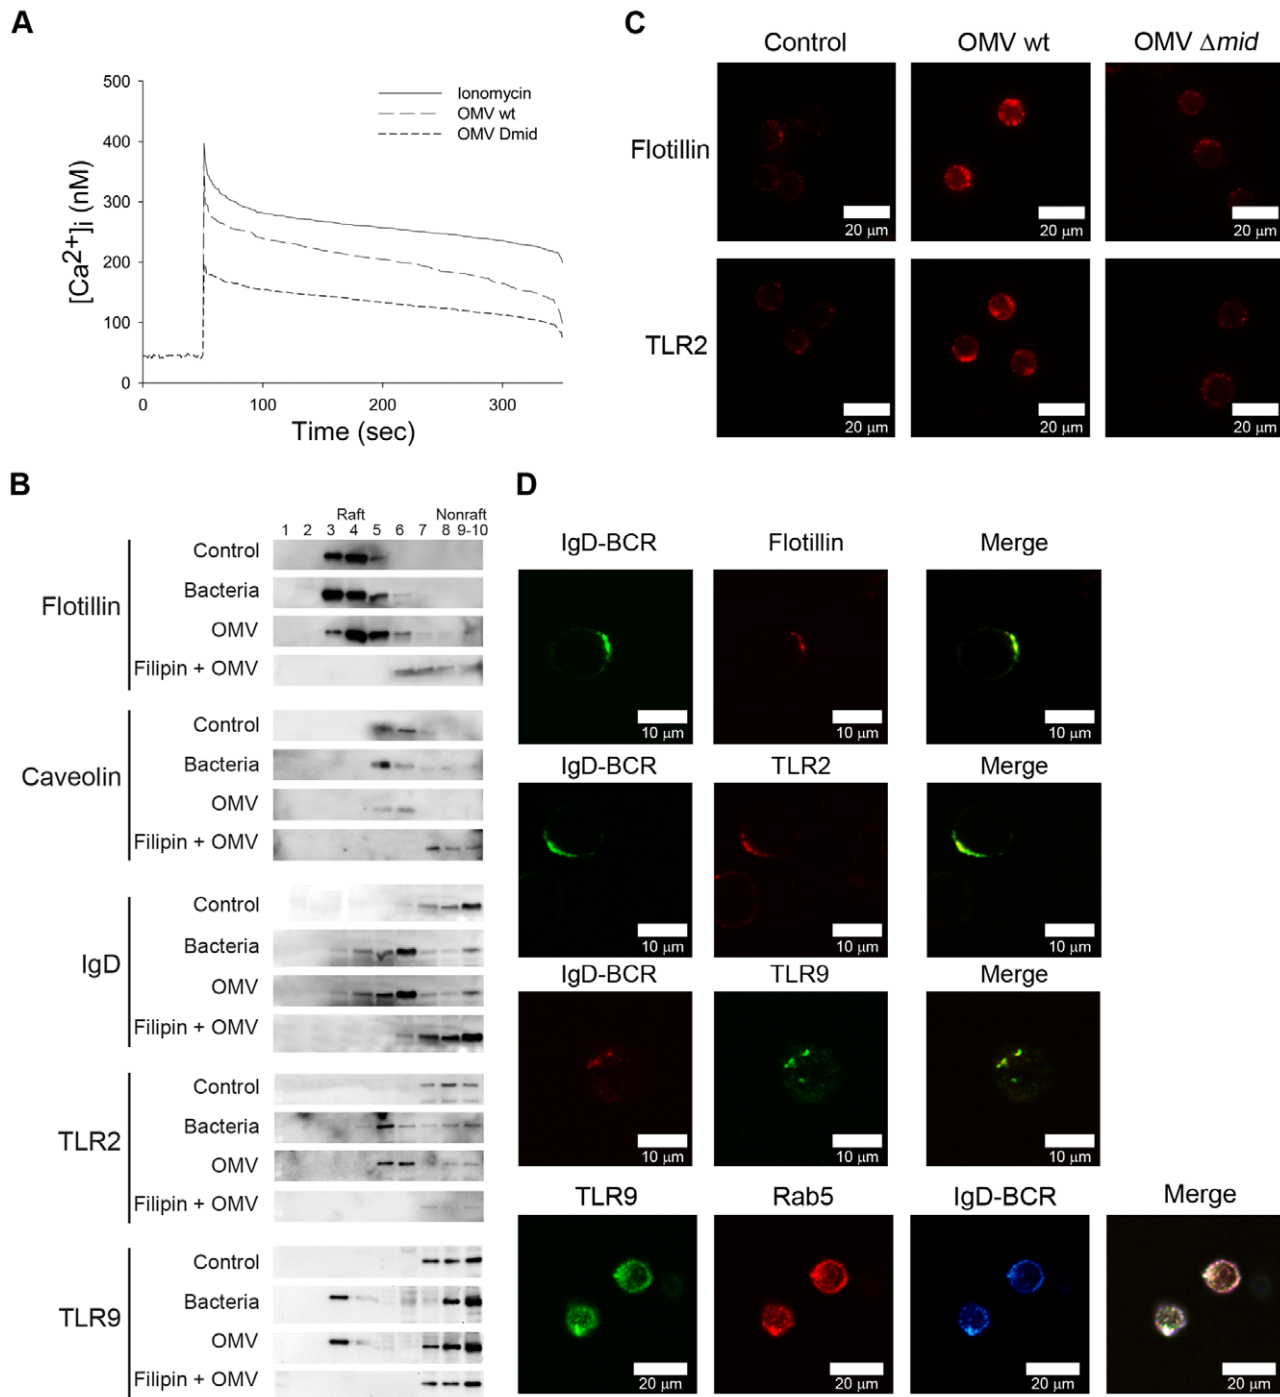 A
500
400
300
200
100
0
[Ca2+]i (nM)
0 100 200 300
Time (sec)
Ionomycin
OMV wt
OMV Dmid
C
Control OMV wt OMV Δmid
Flotillin
20 μm 20 μm 20 μm
TLR2
20 μm 20 μm 20 μm
B
Raft Nonraft
1 2 3 4 5 6 7 8 9-10
Flotillin
Control
Bacteria
OMV
Filipin + OMV
Caveolin
Control
Bacteria
OMV
Filipin + OMV
IgD
Control
Bacteria
OMV
Filipin + OMV
TLR2
Control
Bacteria
OMV
Filipin + OMV
TLR9
Control
Bacteria
OMV
Filipin + OMV
D
IgD-BCR Flotillin Merge
10 μm 10 μm 10 μm
IgD-BCR TLR2 Merge
10 μm 10 μm 10 μm
IgD-BCR TLR9 Merge
10 μm 10 μm 10 μm
TLR9 Rab5 IgD-BCR Merge
20 μm 20 μm 20 μm 20 μm